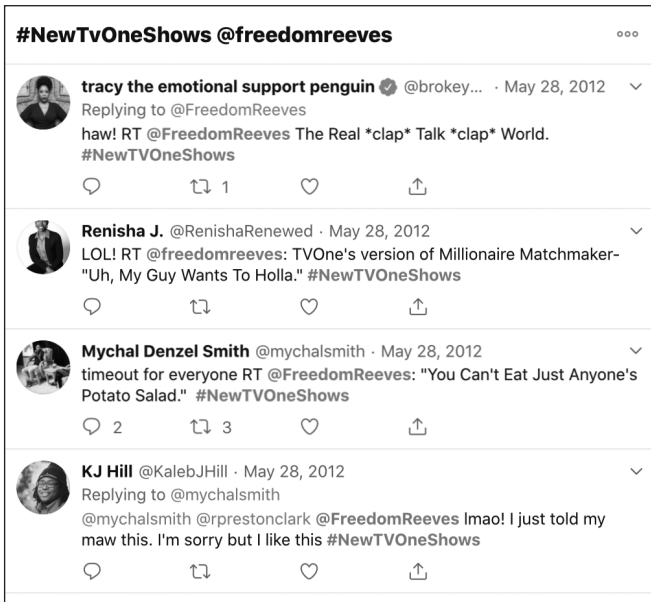 #NewTvOneShows @freedomreeves
tracy the emotional support penguin @brokey... · May 28, 2012
Replying to @FreedomReeves
haw! RT @FreedomReeves The Real *clap* Talk *clap* World.
#NewTVOneShows
1
Renisha J. @RenishaRenewed · May 28, 2012
LOL! RT @freedomreeves: TVOne's version of Millionaire Matchmaker-
"Uh, My Guy Wants To Holla." #NewTVOneShows
Mychal Denzel Smith @mychalsmith · May 28, 2012
timeout for everyone RT @FreedomReeves: "You Can't Eat Just Anyone's
Potato Salad." #NewTVOneShows
2 3
KJ Hill @KalebJHill · May 28, 2012
Replying to @mychalsmith
@mychalsmith @rprestonclark @FreedomReeves lmao! I just told my
maw this. I'm sorry but I like this #NewTVOneShows